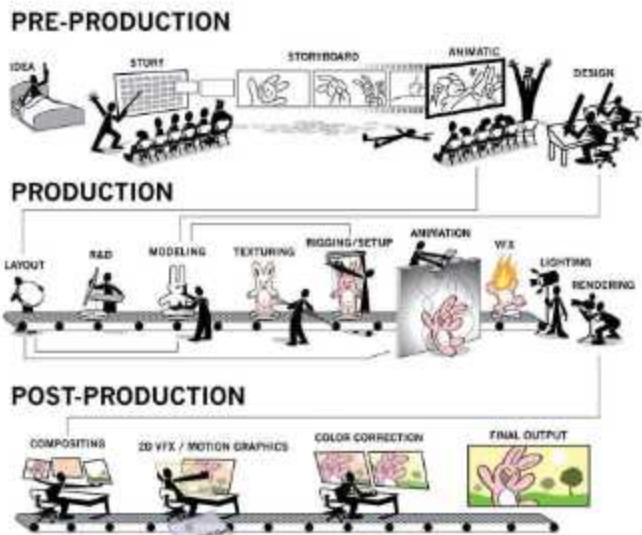 PRE-PRODUCTION
IDEA
STORY
STORYBOARD
ANIMATIC
DESIGN
PRODUCTION
LAYOUT
R&D
MODELING
TEXTURING
RIGGING/SETUP
ANIMATION
VFX
LIGHTING
RENDERING
POST-PRODUCTION
COMPOSITING
2D VFX / MOTION GRAPHICS
COLOR CORRECTION
FINAL OUTPUT